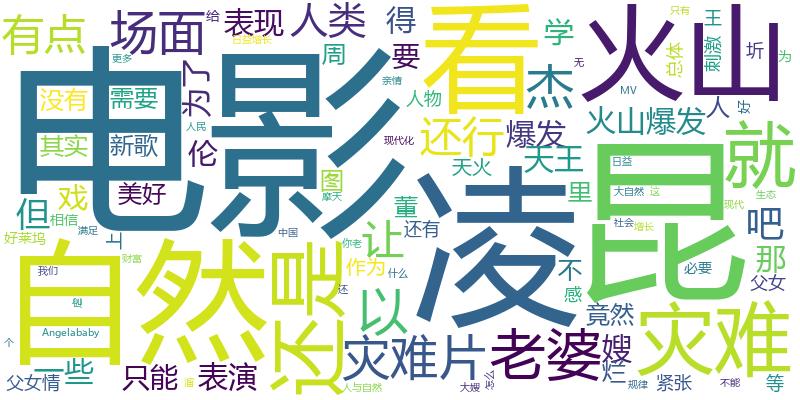 有点
场面
表现
人类
得
给
只有
王
日益增长
更多
看
学
火山
总体
刺激
圻
为
电影
没有
需要
为了
周
要
亲情
杰
无
MV
人
好
人物
其实
新歌
人民
伦
现代化
还行
爆发
火山爆发
就
戏
美好
图
摩天
凌
天火
天王
昆
日益
大自然
这
生态
但
相信
董
里
现代
好莱坞
满足
上
还有
社会
增长
吧
自然
中国
让
你老
不
感
那
财富
还是
作为
什么
必要
父女
我们
还
以
竟然
灾难
Angelababy
个
一些
灾难片
老婆
嫂
烂
父女情
只能
表演
人与自然
大嫂
怎么
规律
紧张
不能
等